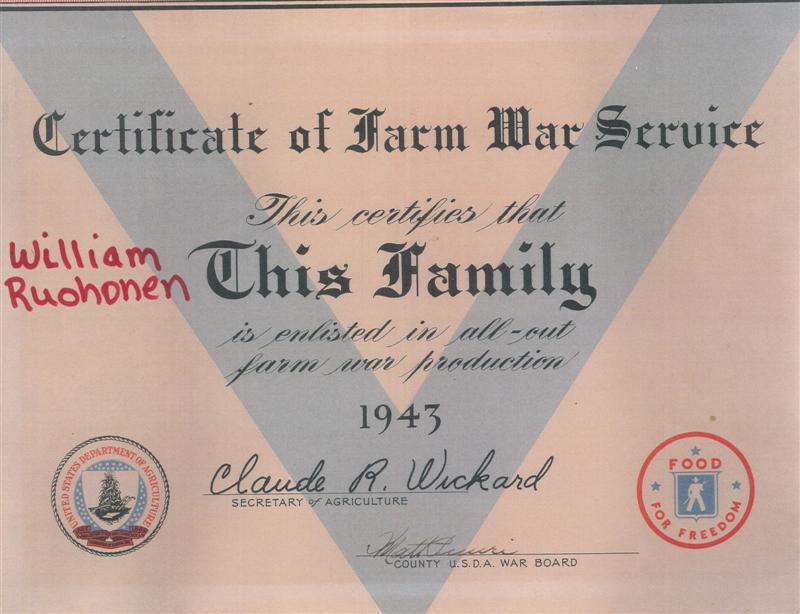 Certificate of Farm War Service
This certifies that
William
Ruohonen
This Family
is enlisted in all-out
farm war production
1943
Claude R. Wickard
SECRETARY of AGRICULTURE
Matt
COUNTY U.S.D.A. WAR BOARD
UNITED STATES DEPARTMENT OF AGRICULTURE
FOOD
FOR FREEDOM